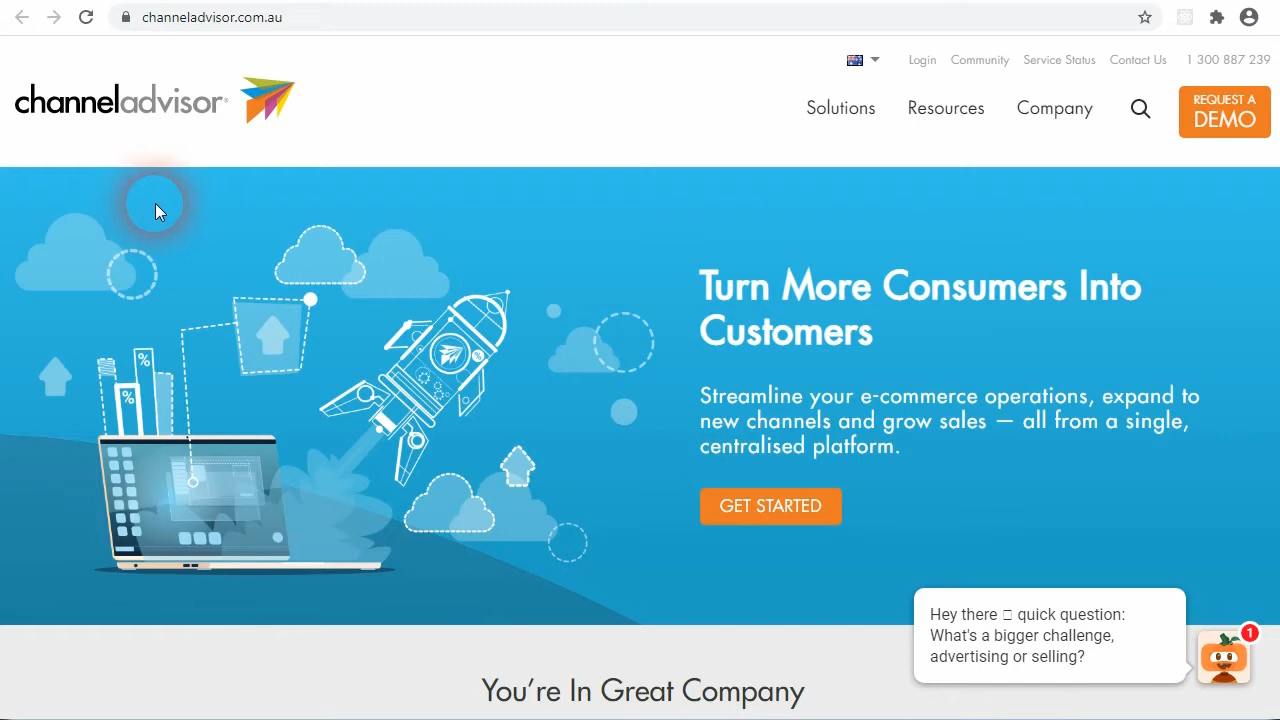 channeladvisor.com.au
Login Community Service Status Contact Us 1 300 887 239
channeladvisor®
Solutions Resources Company
REQUEST A
DEMO
Turn More Consumers Into
Customers
Streamline your e-commerce operations, expand to
new channels and grow sales — all from a single,
centralised platform.
GET STARTED
%
%
%
Hey there □ quick question:
What's a bigger challenge,
advertising or selling?
1
You're In Great Company